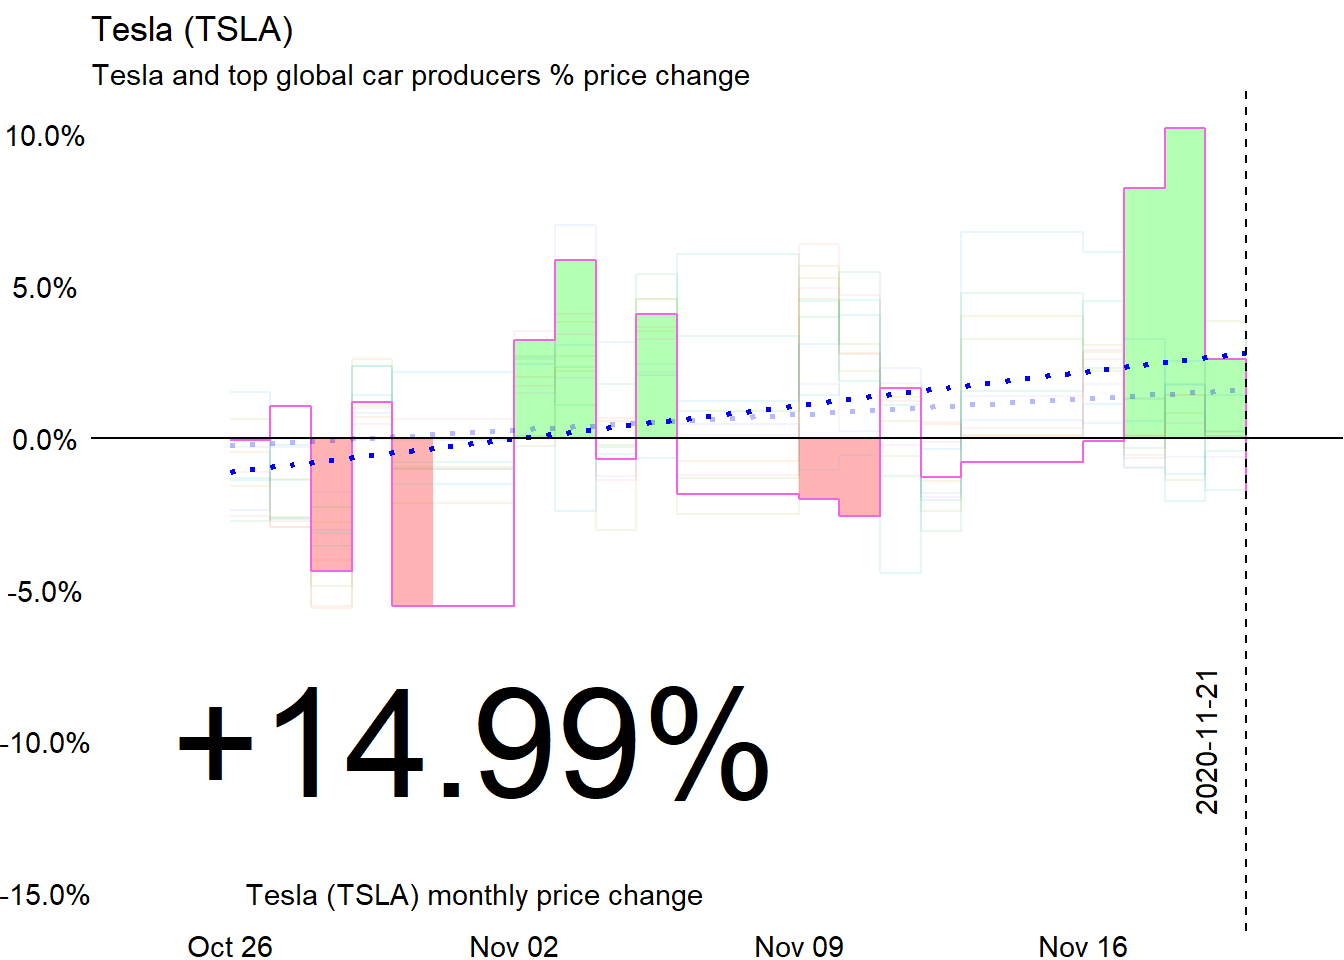 Tesla (TSLA)
Tesla and top global car producers % price change
10.0%
5.0%
0.0%
-5.0%
-10.0%
-15.0%
+14.99%
Tesla (TSLA) monthly price change
2020-11-21
Oct 26 Nov 02 Nov 09 Nov 16